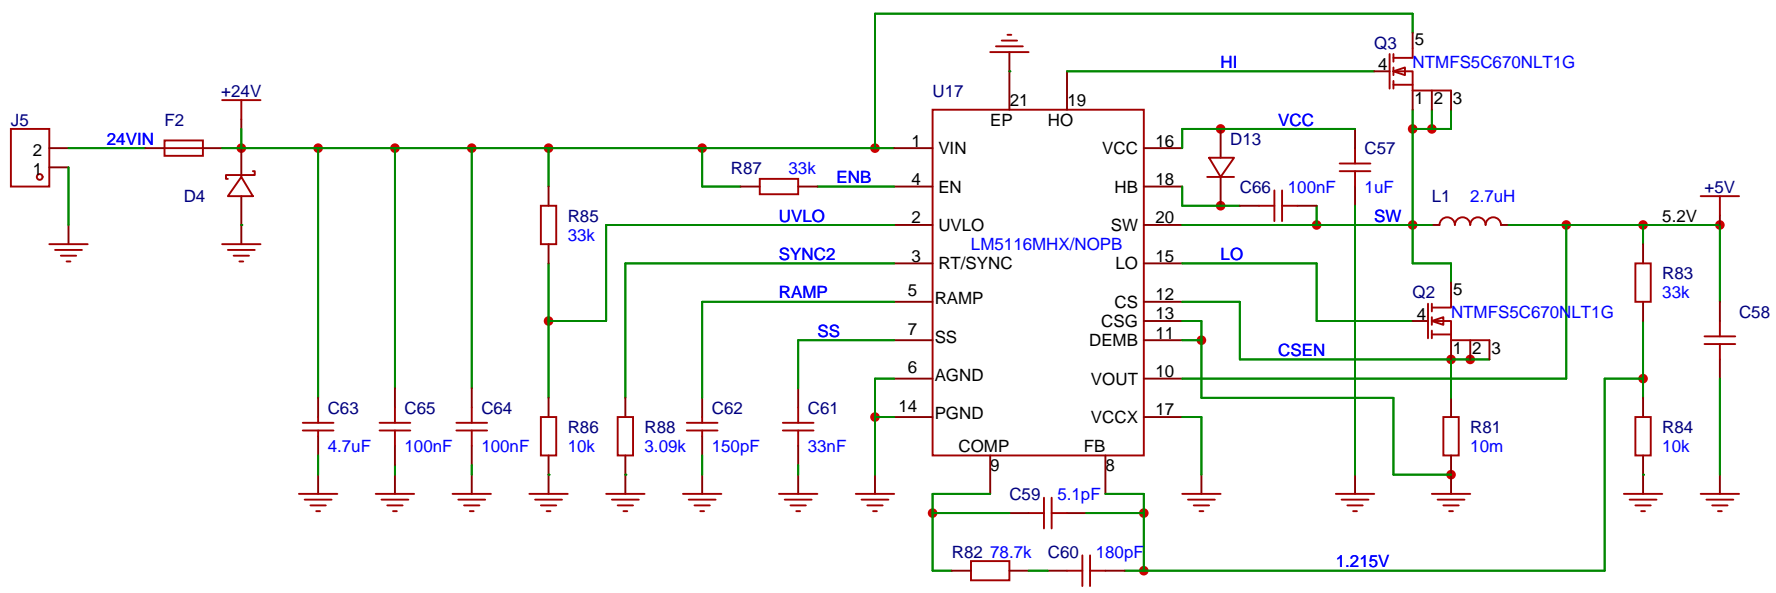 J5
2
1
24VIN
F2
+24V
D4
C63
4.7uF
C65
100nF
C64
100nF
R85
33k
R86
10k
R87 33k
ENB
UVLO
SYNC2
RAMP
SS
R88
3.09k
C62
150pF
C61
33nF
U17
LM5116MHX/NOPB
21
EP
19
HO
1
VIN
4
EN
2
UVLO
3
RT/SYNC
5
RAMP
7
SS
6
AGND
14
PGND
COMP
9
FB
8
16
VCC
18
HB
20
SW
15
LO
12
CS
13
CSG
11
DEMB
10
VOUT
17
VCCX
C59 5.1pF
R82 78.7k
C60 180pF
1.215V
HI
VCC
D13
C57
1uF
C66 100nF
SW
LO
CSEN
Q3
NTMFS5C670NLT1G
5
4
1 2 3
L1 2.7uH
5.2V
+5V
Q2
NTMFS5C670NLT1G
5
4
1 2 3
R81
10m
R83
33k
R84
10k
C58